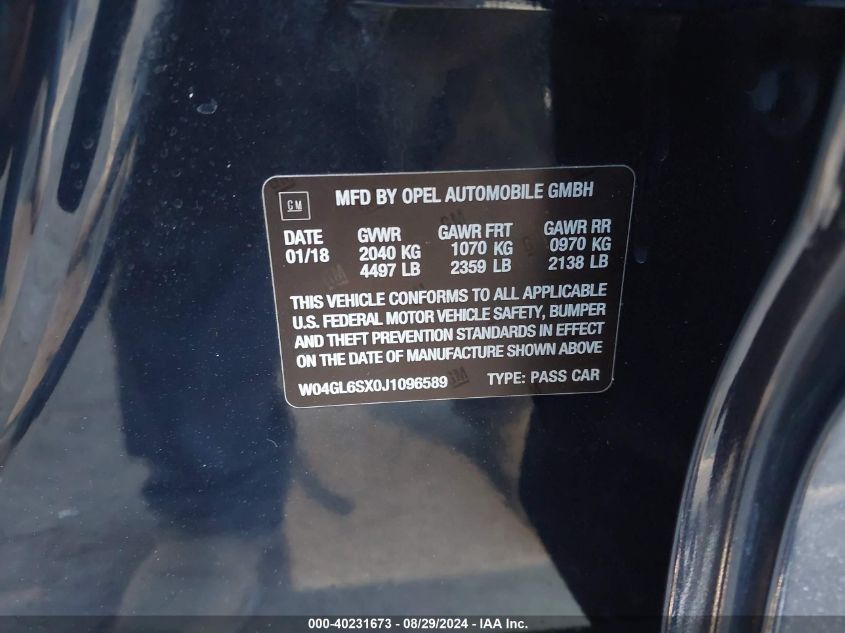 GM MFD BY OPEL AUTOMOBILE GMBH
DATE GVWR GAWR FRT GAWR RR
01/18 2040 KG 1070 KG 0970 KG
4497 LB 2359 LB 2138 LB
THIS VEHICLE CONFORMS TO ALL APPLICABLE
U.S. FEDERAL MOTOR VEHICLE SAFETY, BUMPER
AND THEFT PREVENTION STANDARDS IN EFFECT
ON THE DATE OF MANUFACTURE SHOWN ABOVE
W04GL6SX0J1096589 TYPE: PASS CAR
000-40231673 - 08/29/2024 - IAA Inc.